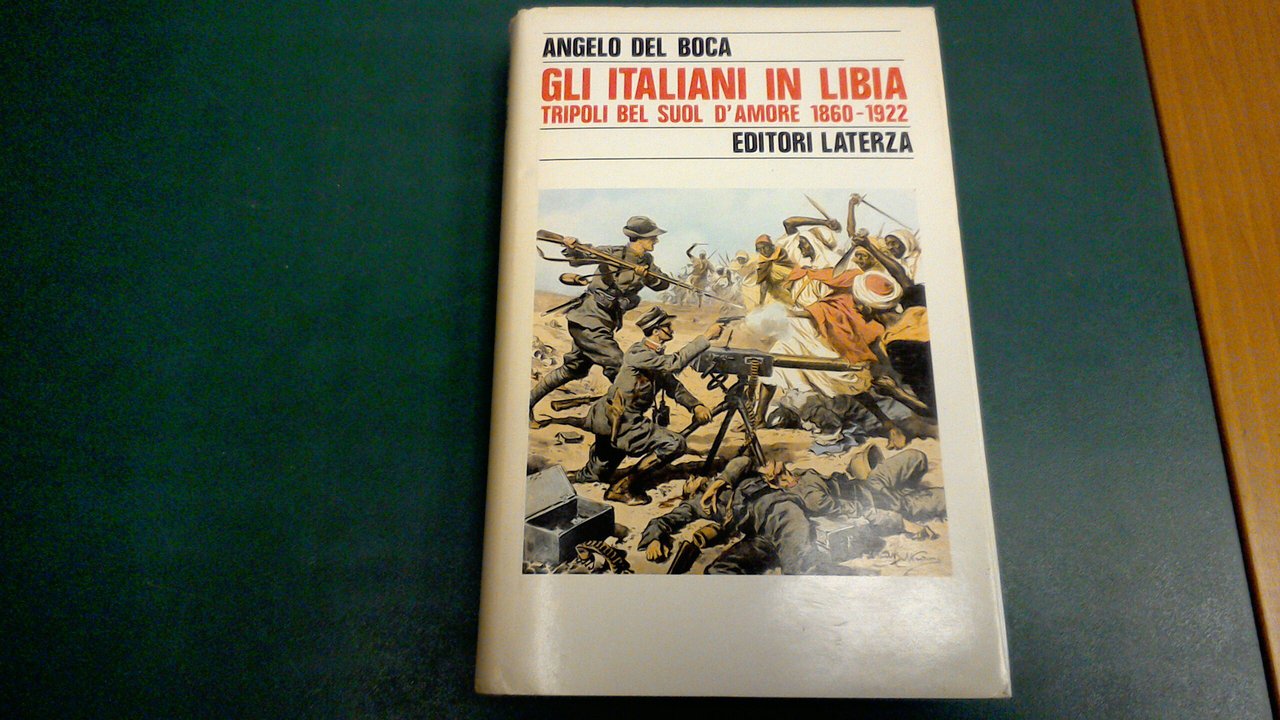 ANGELO DEL BOCA
GLI ITALIANI IN LIBIA
TRIPOLI BEL SUOL D'AMORE 1860-1922
EDITORI LATERZA